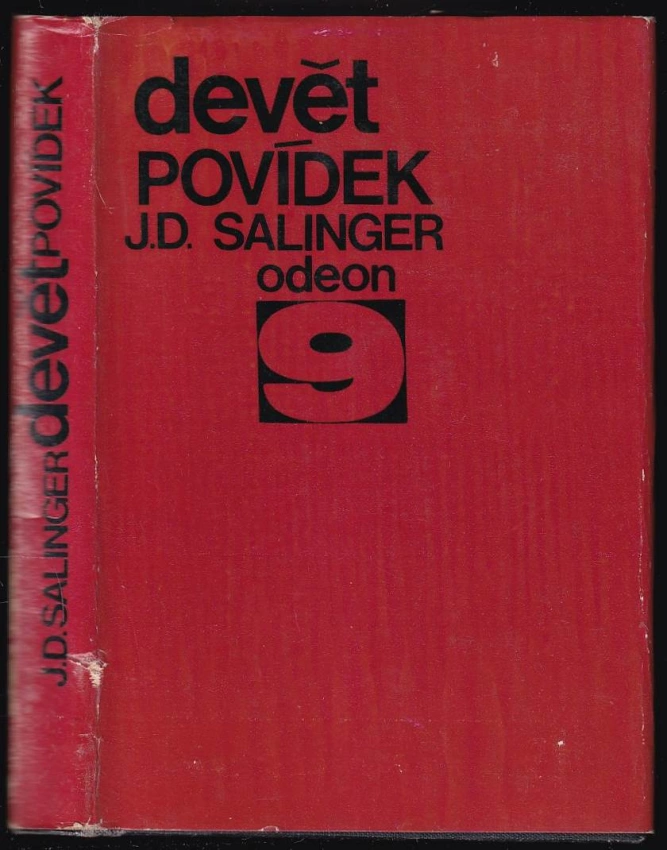 devět
POVÍDEK
J.D. SALINGER
odeon
9
J.D. SALINGER devět POVÍDEK